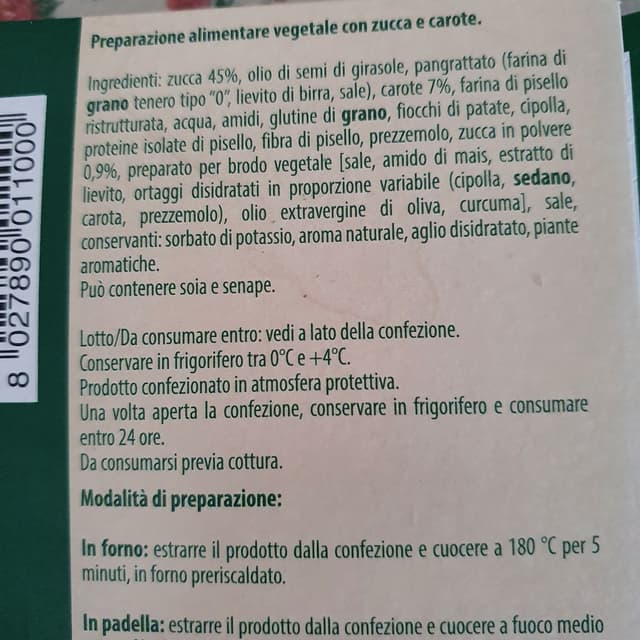 Preparazione alimentare vegetale con zucca e carote.
Ingredienti: zucca 45%, olio di semi di girasole, pangrattato (farina di
grano tenero tipo "0", lievito di birra, sale), carote 7%, farina di pisello
ristrutturata, acqua, amidi, glutine di grano, fiocchi di patate, cipolla,
proteine isolate di pisello, fibra di pisello, prezzemolo, zucca in polvere
0,9%, preparato per brodo vegetale [sale, amido di mais, estratto di
lievito, ortaggi disidratati in proporzione variabile (cipolla, sedano,
carota, prezzemolo), olio extravergine di oliva, curcuma], sale,
conservanti: sorbato di potassio, aroma naturale, aglio disidratato, piante
aromatiche.
Può contenere soia e senape.
Lotto/Da consumare entro: vedi a lato della confezione.
Conservare in frigorifero tra 0°C e +4°C.
Prodotto confezionato in atmosfera protettiva.
Una volta aperta la confezione, conservare in frigorifero e consumare
entro 24 ore.
Da consumarsi previa cottura.
Modalità di preparazione:
In forno: estrarre il prodotto dalla confezione e cuocere a 180 °C per 5
minuti, in forno preriscaldato.
In padella: estrarre il prodotto dalla confezione e cuocere a fuoco medio
8 027890 011000